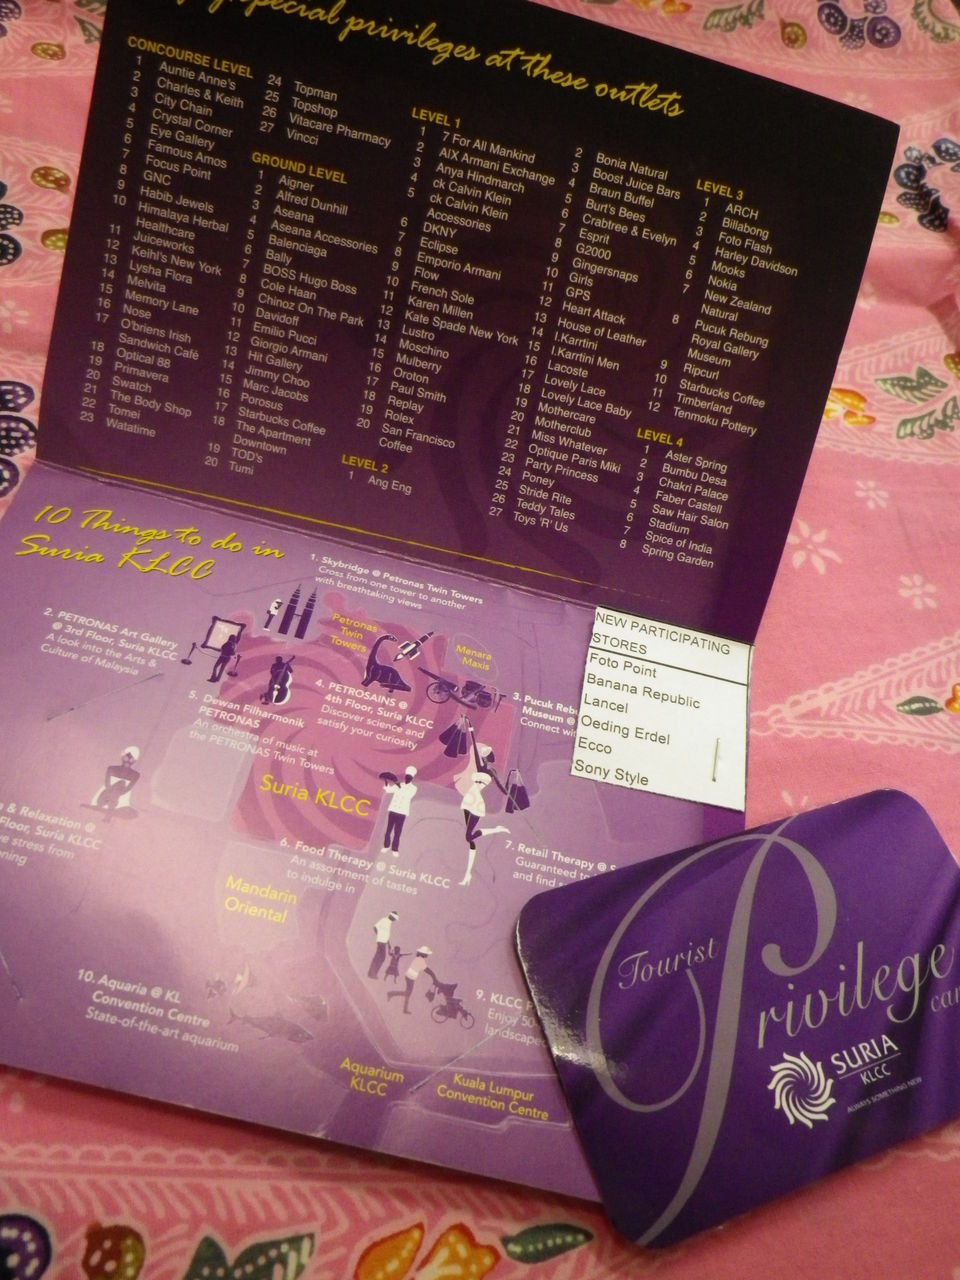 special privileges at these outlets
CONCOURSE LEVEL
1 Auntie Anne's
2 Charles & Keith
3 City Chain
4 Crystal Corner
5 Eye Gallery
6 Famous Amos
7 Focus Point
8 GNC
9 Habib Jewels
10 Himalaya Herbal
Healthcare
11 Juiceworks
12 Keihl's New York
13 Lysha Flora
14 Melvita
15 Memory Lane
16 Nose
17 O'briens Irish
Sandwich Café
18 Optical 88
19 Primavera
20 Swatch
21 The Body Shop
22 Tomei
23 Watatime
24 Topman
25 Topshop
26 Vitacare Pharmacy
27 Vincci
GROUND LEVEL
1 Aigner
2 Alfred Dunhill
3 Aseana
4 Aseana Accessories
5 Balenciaga
6 Bally
7 BOSS Hugo Boss
8 Cole Haan
9 Chinoz On The Park
10 Davidoff
11 Emilio Pucci
12 Giorgio Armani
13 Hit Gallery
14 Jimmy Choo
15 Marc Jacobs
16 Porosus
17 Starbucks Coffee
18 The Apartment
Downtown
19 TOD's
20 Tumi
LEVEL 1
1 7 For All Mankind
2 A|X Armani Exchange
3 Anya Hindmarch
4 ck Calvin Klein
5 ck Calvin Klein
Accessories
6 DKNY
7 Eclipse
8 Emporio Armani
9 Flow
10 French Sole
11 Karen Millen
12 Kate Spade New York
13 Lustro
14 Moschino
15 Mulberry
16 Oroton
17 Paul Smith
18 Replay
19 Rolex
20 San Francisco
Coffee
LEVEL 2
1 Ang Eng
2 Bonia Natural
3 Boost Juice Bars
4 Braun Buffel
5 Burt's Bees
6 Crabtree & Evelyn
7 Esprit
8 G2000
9 Gingersnaps
10 Girls
11 GPS
12 Heart Attack
13 House of Leather
14 I.Karrtini
15 I.Karrtini Men
16 Lacoste
17 Lovely Lace
18 Lovely Lace Baby
19 Mothercare
20 Motherclub
21 Miss Whatever
22 Optique Paris Miki
23 Party Princess
24 Poney
25 Stride Rite
26 Teddy Tales
27 Toys 'R' Us
LEVEL 3
1 ARCH
2 Billabong
3 Foto Flash
4 Harley Davidson
5 Mooks
6 Nokia
7 New Zealand
Natural
8 Pucuk Rebung
Royal Gallery
Museum
9 Ripcurl
10 Starbucks Coffee
11 Timberland
12 Tenmoku Pottery
LEVEL 4
1 Aster Spring
2 Bumbu Desa
3 Chakri Palace
4 Faber Castell
5 Saw Hair Salon
6 Stadium
7 Spice of India
8 Spring Garden
10 Things to do in
Suria KLCC
1. Skybridge @ Petronas Twin Towers
Cross from one tower to another
with breathtaking views
2. PETRONAS Art Gallery
@ 3rd Floor, Suria KLCC
A look into the Arts &
Culture of Malaysia
Petronas
Twin
Towers
Menara
Maxis
3. Pucuk
Museum @
Connect
4. PETROSAINS @
4th Floor, Suria KLCC
Discover science and
satisfy your curiosity
5. Dewan Filharmonik
PETRONAS
An orchestra of music at
the PETRONAS Twin Towers
Suria KLCC
6. Food Therapy @ Suria KLCC
An assortment of tastes
to indulge in
7. Retail Therapy @
Guaranteed
and find
& Relaxation @
Floor, Suria KLCC
stress from
Mandarin
Oriental
9. KLCC
Enjoy 50
landscaped
10. Aquaria @ KL
Convention Centre
State-of-the-art aquarium
Aquarium
KLCC
Kuala Lumpur
Convention Centre
NEW PARTICIPATING
STORES
Foto Point
Banana Republic
Lancel
Oeding Erdel
Ecco
Sony Style
Tourist
Privilege
SURIA
KLCC
ALWAYS SOMETHING NEW